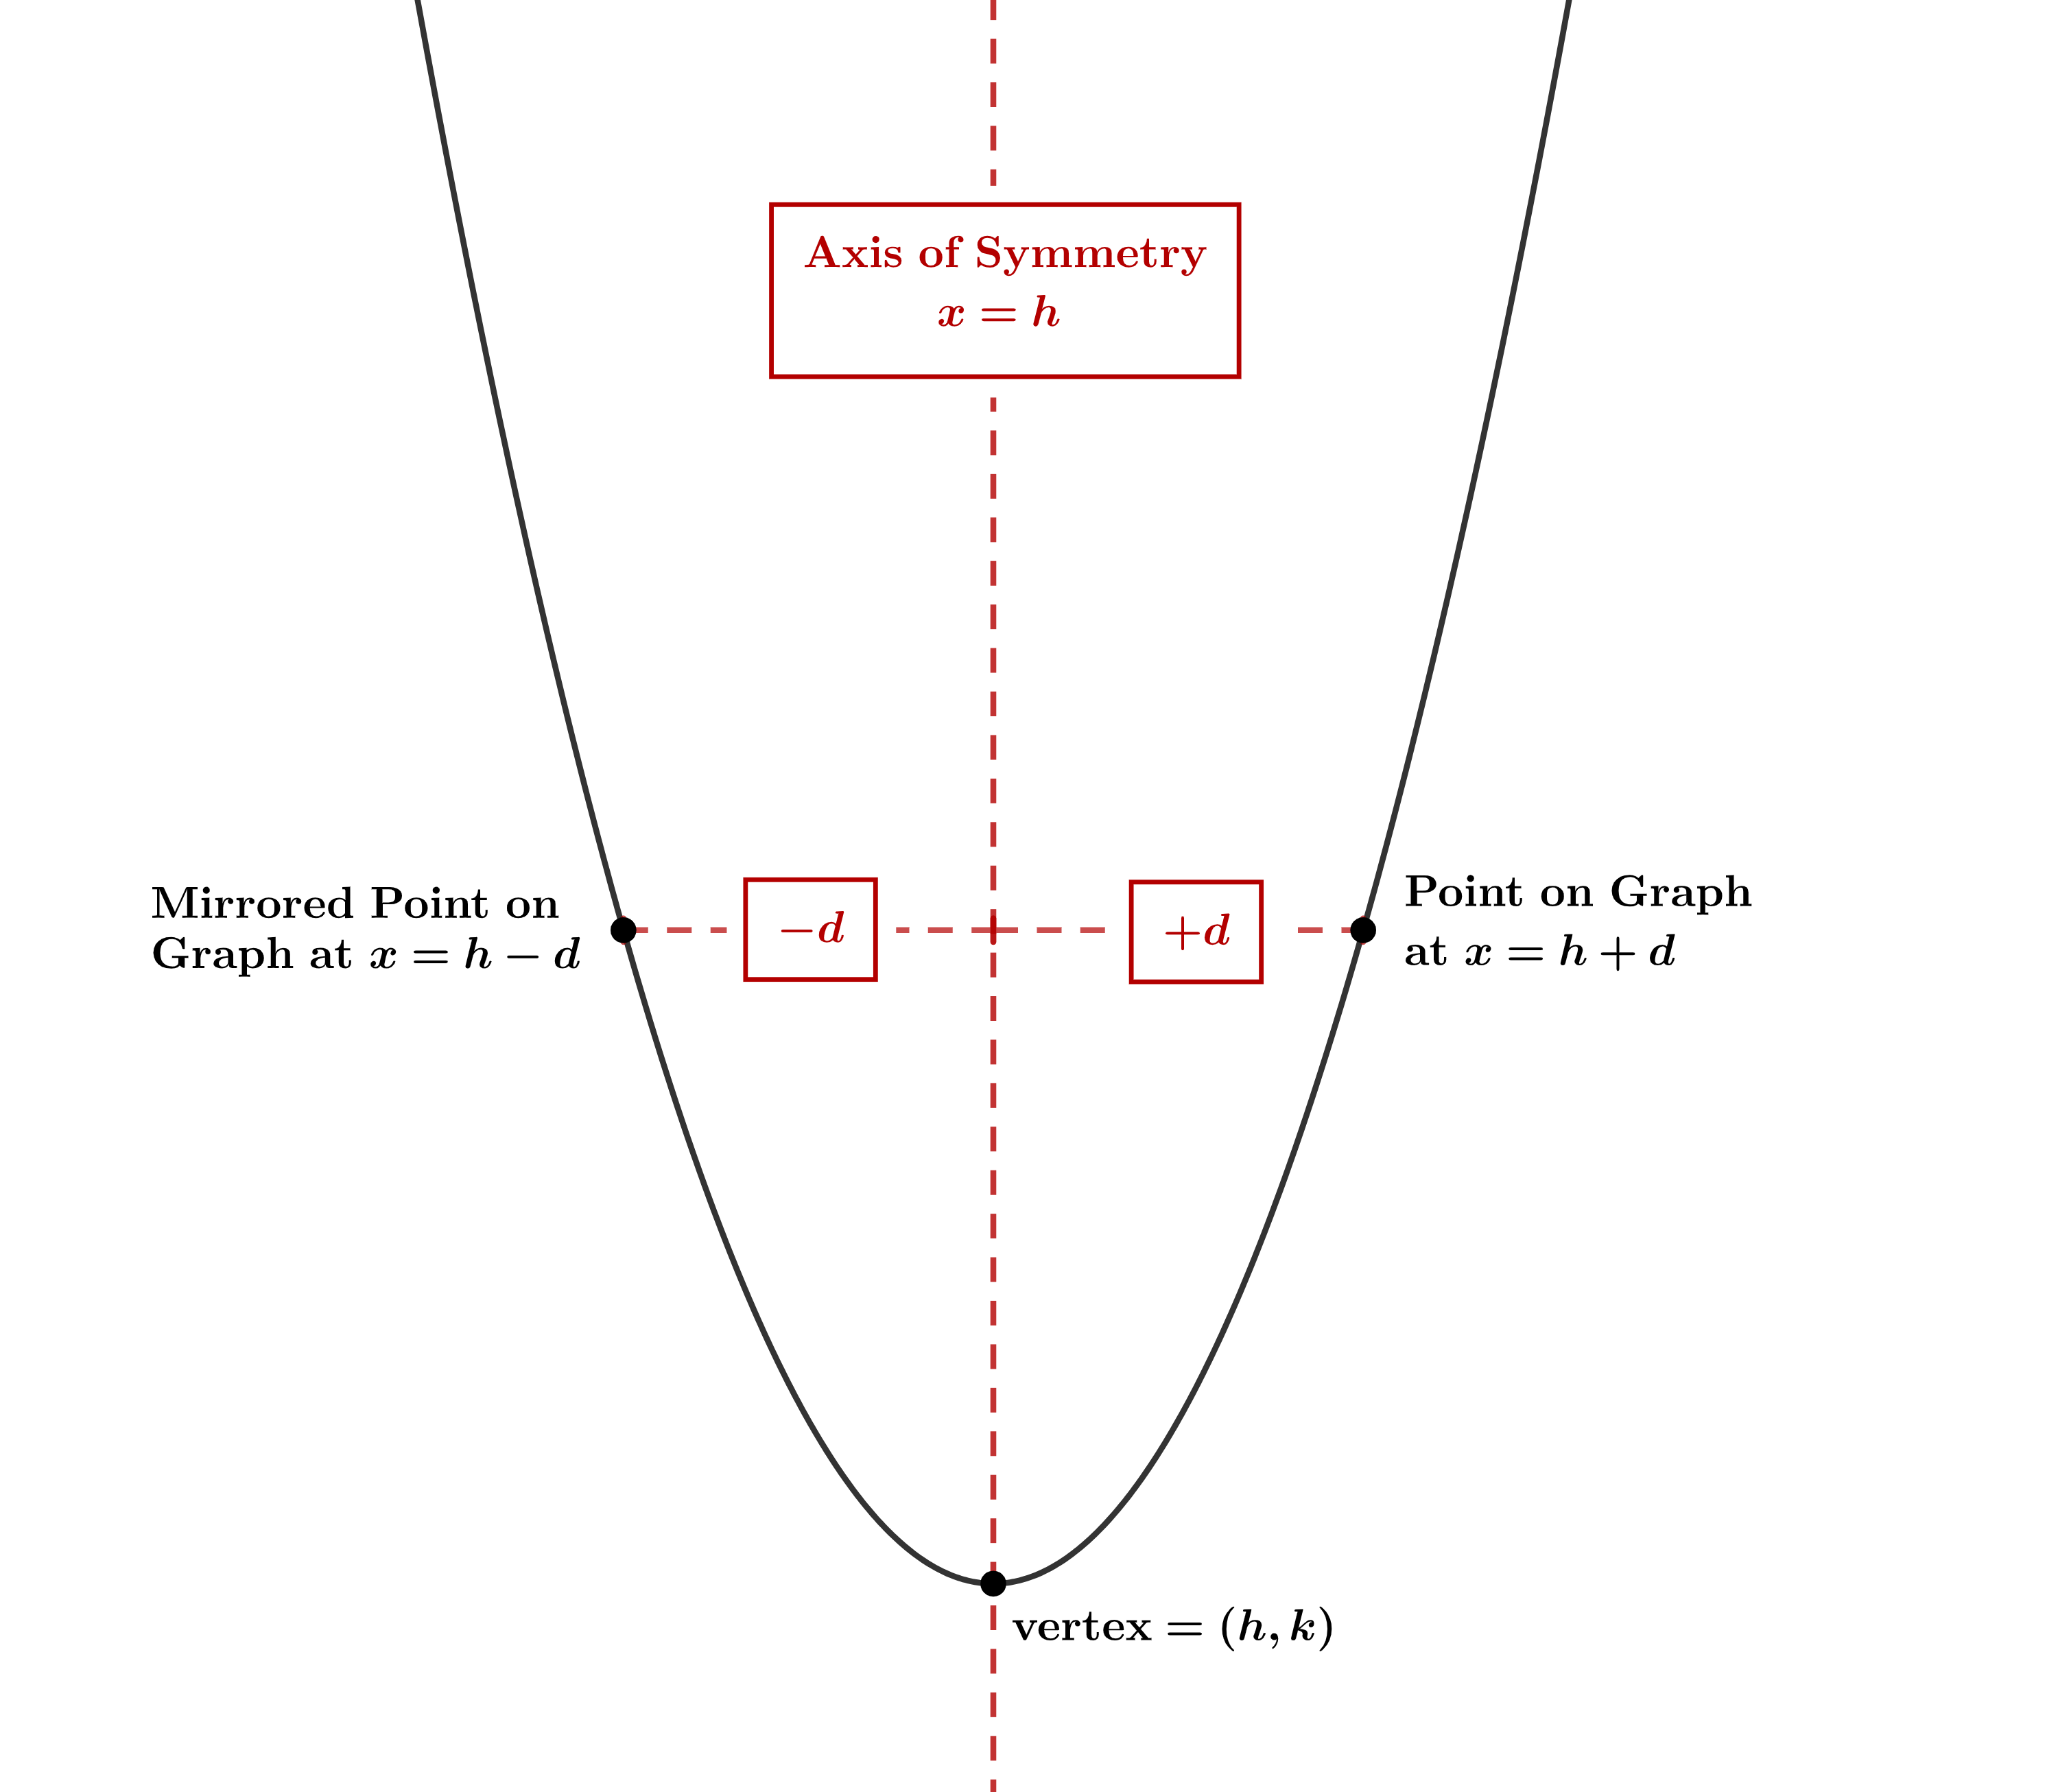 Axis of Symmetry
x = h
Mirrored Point on
Graph at x = h − d
−d
+d
Point on Graph
at x = h + d
vertex = (h, k)